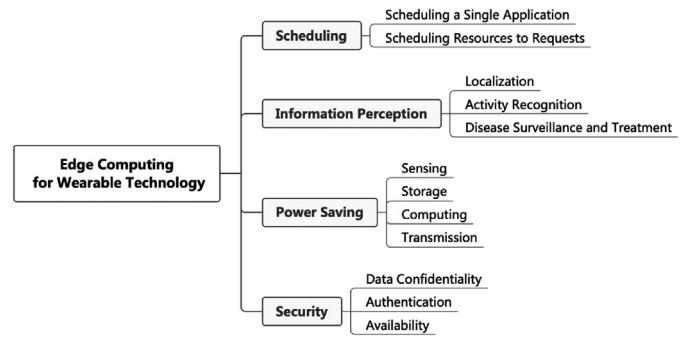 Edge Computing
for Wearable Technology
Scheduling
Scheduling a Single Application
Scheduling Resources to Requests
Information Perception
Localization
Activity Recognition
Disease Surveillance and Treatment
Power Saving
Sensing
Storage
Computing
Transmission
Security
Data Confidentiality
Authentication
Availability